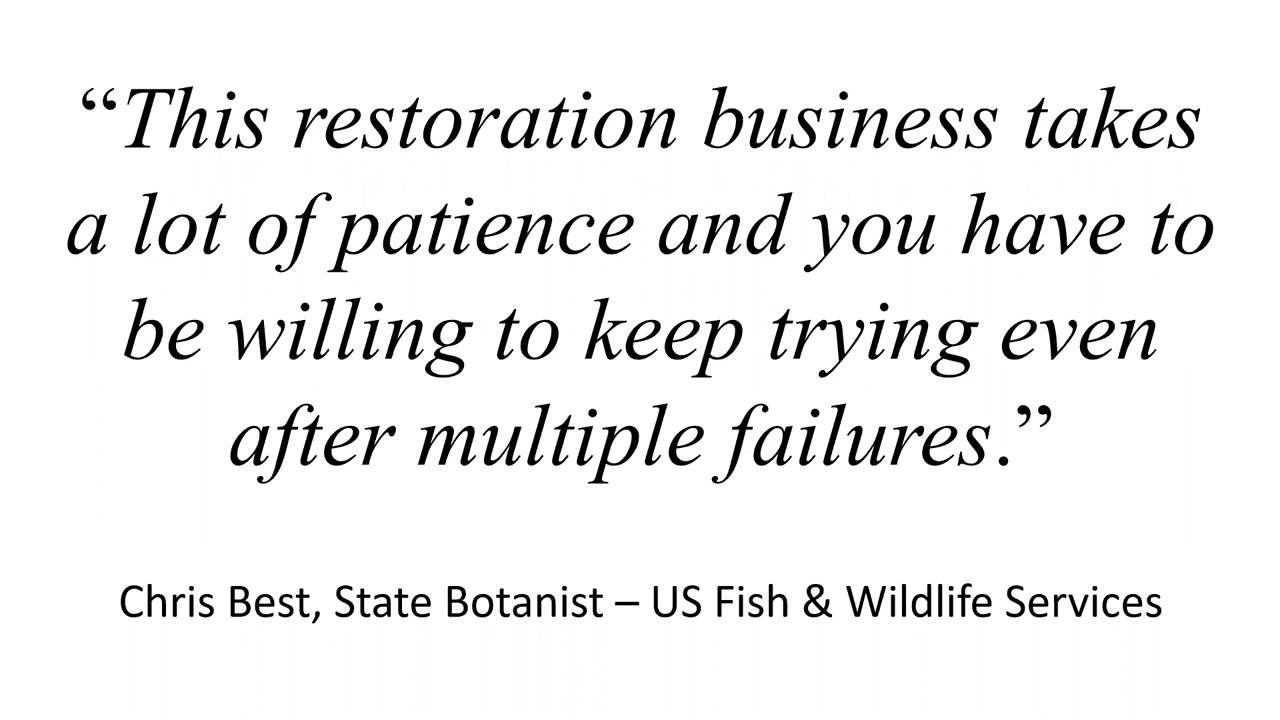 “This restoration business takes
a lot of patience and you have to
be willing to keep trying even
after multiple failures.”
Chris Best, State Botanist – US Fish & Wildlife Services